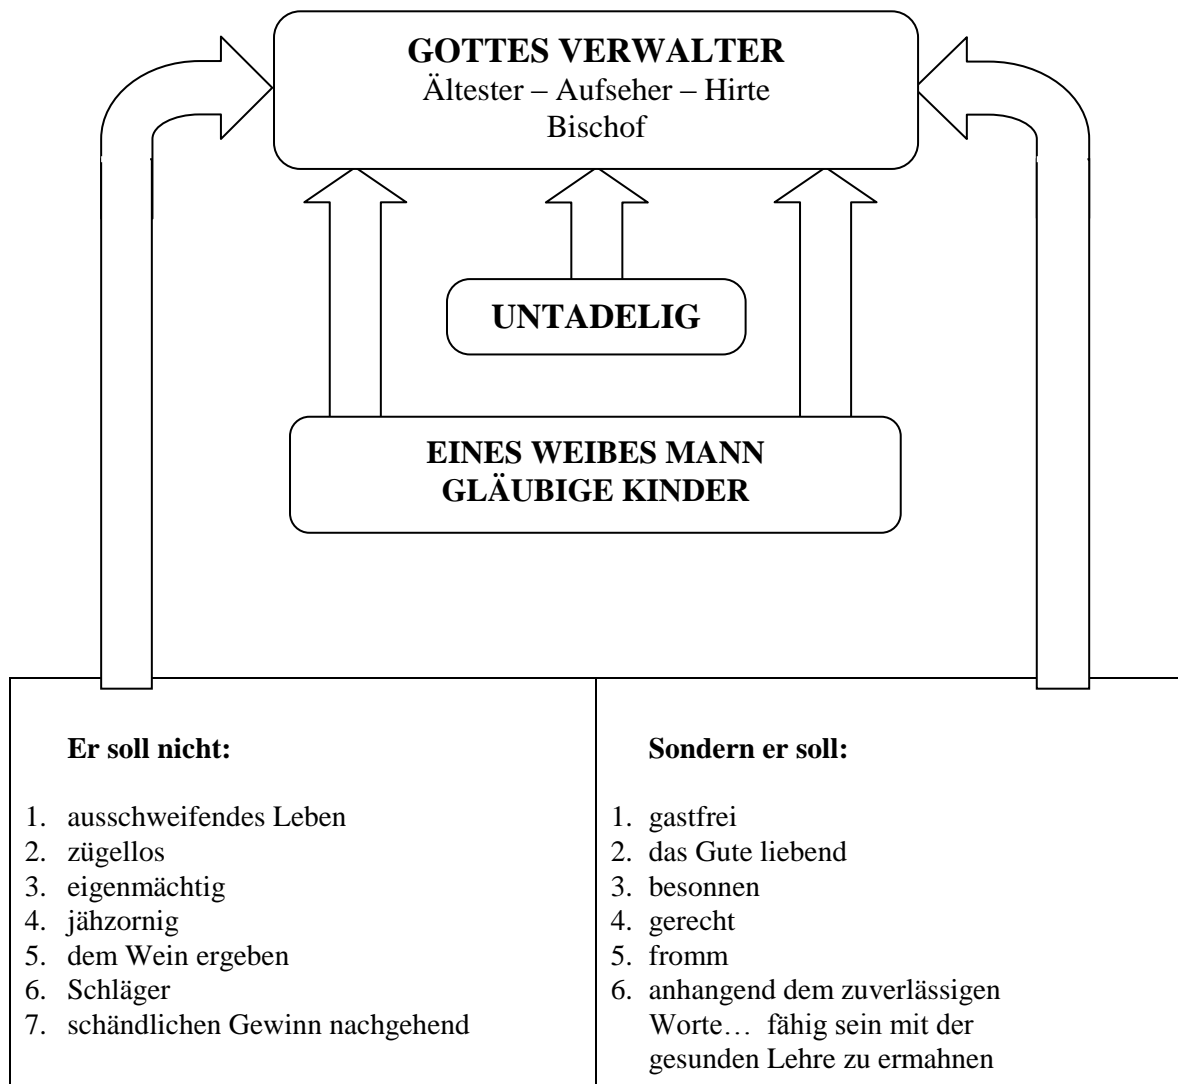 GOTTES VERWALTER
Ältester – Aufseher – Hirte
Bischof
UNTADELIG
EINES WEIBES MANN
GLÄUBIGE KINDER
Er soll nicht:
1. ausschweifendes Leben
2. zügellos
3. eigenmächtig
4. jähzornig
5. dem Wein ergeben
6. Schläger
7. schändlichen Gewinn nachgehend
Sondern er soll:
1. gastfrei
2. das Gute liebend
3. besonnen
4. gerecht
5. fromm
6. anhangend dem zuverlässigen
Worte… fähig sein mit der
gesunden Lehre zu ermahnen